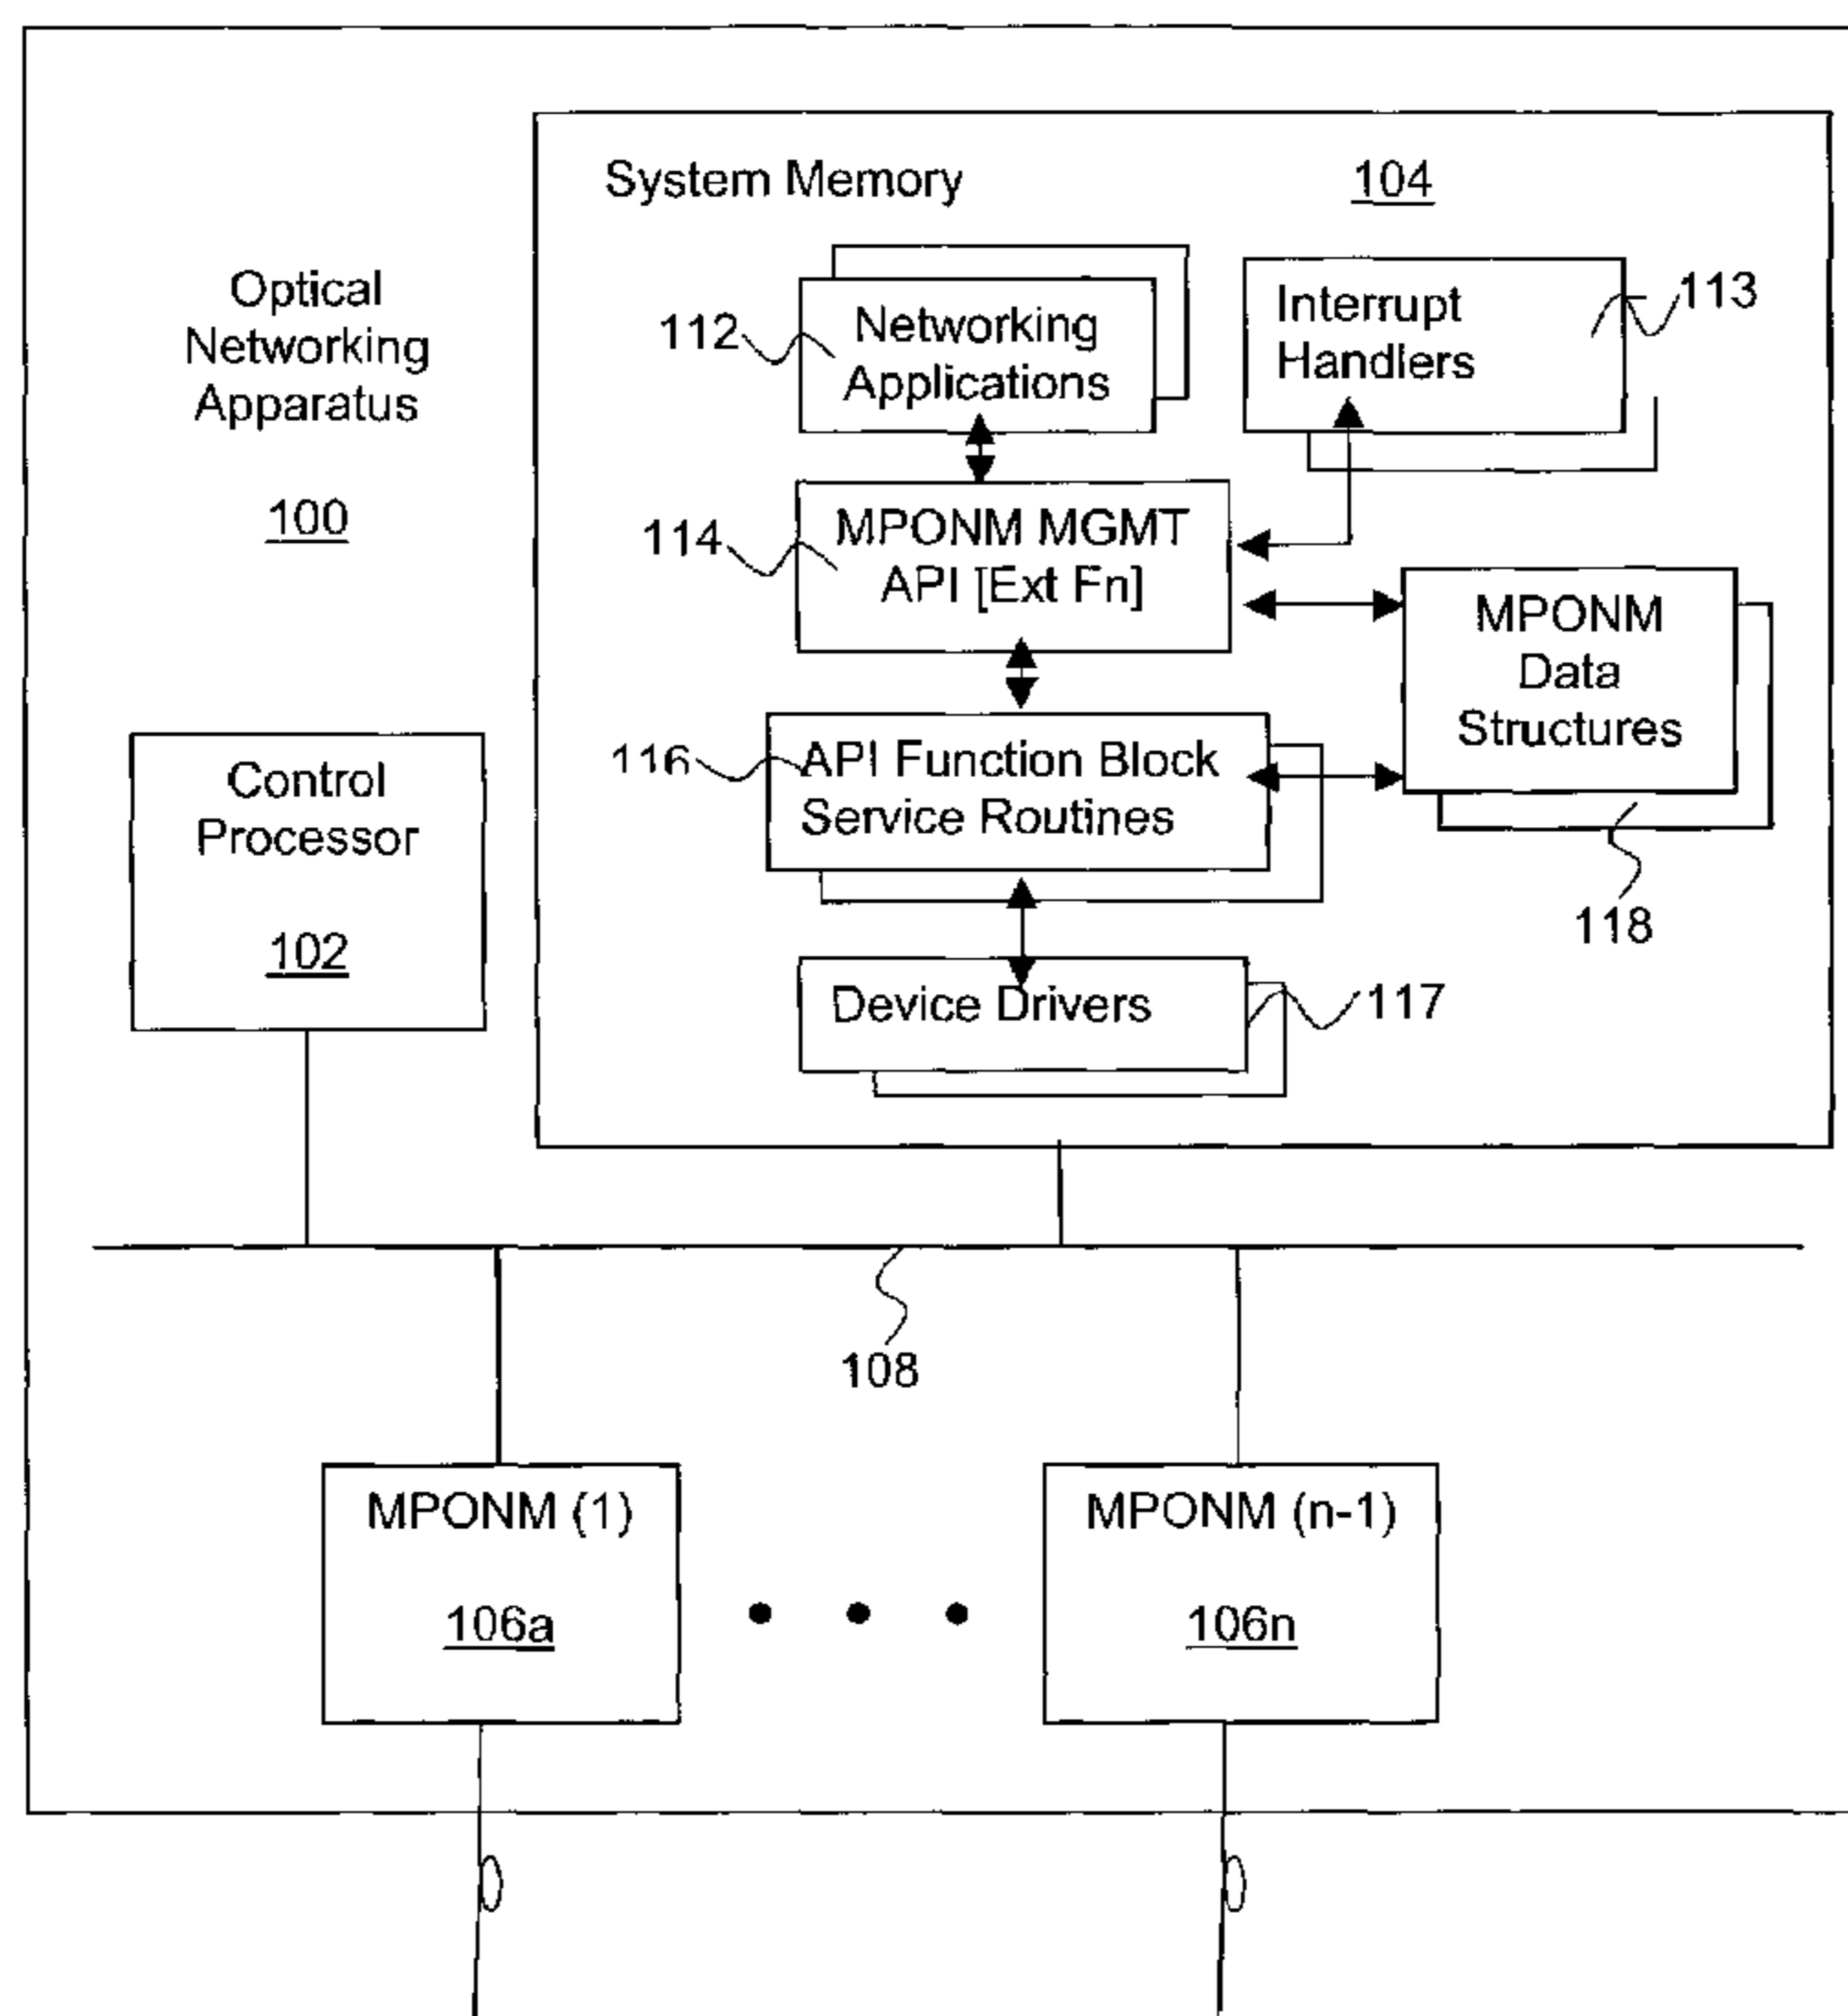 System Memory 104
Optical
Networking
Apparatus
100
112
Networking
Applications
Interrupt
Handlers
113
114
MPONM MGMT
API [Ext Fn]
MPONM
Data
Structures
118
116
API Function Block
Service Routines
Control
Processor
102
Device Drivers
117
108
MPONM (1)
106a
MPONM (n-1)
106n